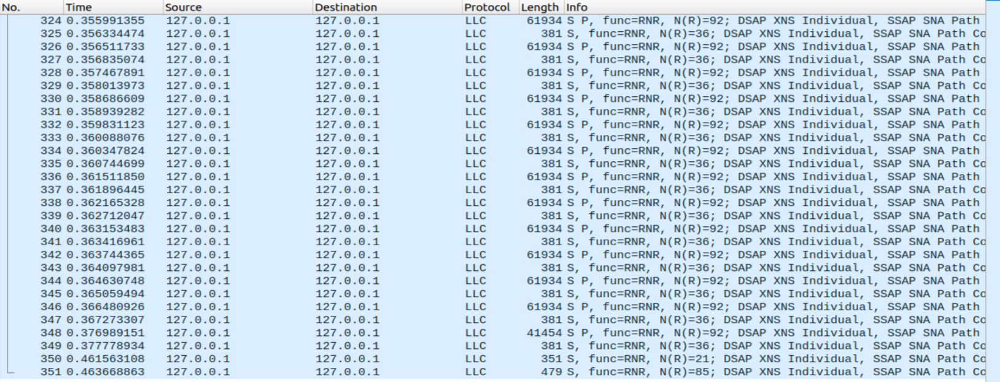 No. Time Source Destination Protocol Length Info
324 0.355991355 127.0.0.1 127.0.0.1 LLC 61934 S P, func=RNR, N(R)=92; DSAP XNS Individual, SSAP SNA Path
325 0.356334474 127.0.0.1 127.0.0.1 LLC 381 S, func=RNR, N(R)=36; DSAP XNS Individual, SSAP SNA Path Co
326 0.356511733 127.0.0.1 127.0.0.1 LLC 61934 S P, func=RNR, N(R)=92; DSAP XNS Individual, SSAP SNA Path
327 0.356835074 127.0.0.1 127.0.0.1 LLC 381 S, func=RNR, N(R)=36; DSAP XNS Individual, SSAP SNA Path Co
328 0.357467891 127.0.0.1 127.0.0.1 LLC 61934 S P, func=RNR, N(R)=92; DSAP XNS Individual, SSAP SNA Path
329 0.358013973 127.0.0.1 127.0.0.1 LLC 381 S, func=RNR, N(R)=36; DSAP XNS Individual, SSAP SNA Path Co
330 0.358686609 127.0.0.1 127.0.0.1 LLC 61934 S P, func=RNR, N(R)=92; DSAP XNS Individual, SSAP SNA Path
331 0.358939282 127.0.0.1 127.0.0.1 LLC 381 S, func=RNR, N(R)=36; DSAP XNS Individual, SSAP SNA Path Co
332 0.359831123 127.0.0.1 127.0.0.1 LLC 61934 S P, func=RNR, N(R)=92; DSAP XNS Individual, SSAP SNA Path
333 0.360088076 127.0.0.1 127.0.0.1 LLC 381 S, func=RNR, N(R)=36; DSAP XNS Individual, SSAP SNA Path Co
334 0.360347824 127.0.0.1 127.0.0.1 LLC 61934 S P, func=RNR, N(R)=92; DSAP XNS Individual, SSAP SNA Path
335 0.360744699 127.0.0.1 127.0.0.1 LLC 381 S, func=RNR, N(R)=36; DSAP XNS Individual, SSAP SNA Path Co
336 0.361511850 127.0.0.1 127.0.0.1 LLC 61934 S P, func=RNR, N(R)=92; DSAP XNS Individual, SSAP SNA Path
337 0.361896445 127.0.0.1 127.0.0.1 LLC 381 S, func=RNR, N(R)=36; DSAP XNS Individual, SSAP SNA Path Co
338 0.362165328 127.0.0.1 127.0.0.1 LLC 61934 S P, func=RNR, N(R)=92; DSAP XNS Individual, SSAP SNA Path
339 0.362712047 127.0.0.1 127.0.0.1 LLC 381 S, func=RNR, N(R)=36; DSAP XNS Individual, SSAP SNA Path Co
340 0.363153483 127.0.0.1 127.0.0.1 LLC 61934 S P, func=RNR, N(R)=92; DSAP XNS Individual, SSAP SNA Path
341 0.363416961 127.0.0.1 127.0.0.1 LLC 381 S, func=RNR, N(R)=36; DSAP XNS Individual, SSAP SNA Path Co
342 0.363744365 127.0.0.1 127.0.0.1 LLC 61934 S P, func=RNR, N(R)=92; DSAP XNS Individual, SSAP SNA Path
343 0.364097981 127.0.0.1 127.0.0.1 LLC 381 S, func=RNR, N(R)=36; DSAP XNS Individual, SSAP SNA Path Co
344 0.364630748 127.0.0.1 127.0.0.1 LLC 61934 S P, func=RNR, N(R)=92; DSAP XNS Individual, SSAP SNA Path
345 0.365059494 127.0.0.1 127.0.0.1 LLC 381 S, func=RNR, N(R)=36; DSAP XNS Individual, SSAP SNA Path Co
346 0.366480926 127.0.0.1 127.0.0.1 LLC 61934 S P, func=RNR, N(R)=92; DSAP XNS Individual, SSAP SNA Path
347 0.367273307 127.0.0.1 127.0.0.1 LLC 381 S, func=RNR, N(R)=36; DSAP XNS Individual, SSAP SNA Path Co
348 0.376989151 127.0.0.1 127.0.0.1 LLC 41454 S P, func=RNR, N(R)=92; DSAP XNS Individual, SSAP SNA Path
349 0.377778934 127.0.0.1 127.0.0.1 LLC 381 S, func=RNR, N(R)=36; DSAP XNS Individual, SSAP SNA Path Co
350 0.461563108 127.0.0.1 127.0.0.1 LLC 351 S, func=RNR, N(R)=21; DSAP XNS Individual, SSAP SNA Path Co
351 0.463668863 127.0.0.1 127.0.0.1 LLC 479 S, func=RNR, N(R)=85; DSAP XNS Individual, SSAP SNA Path Co